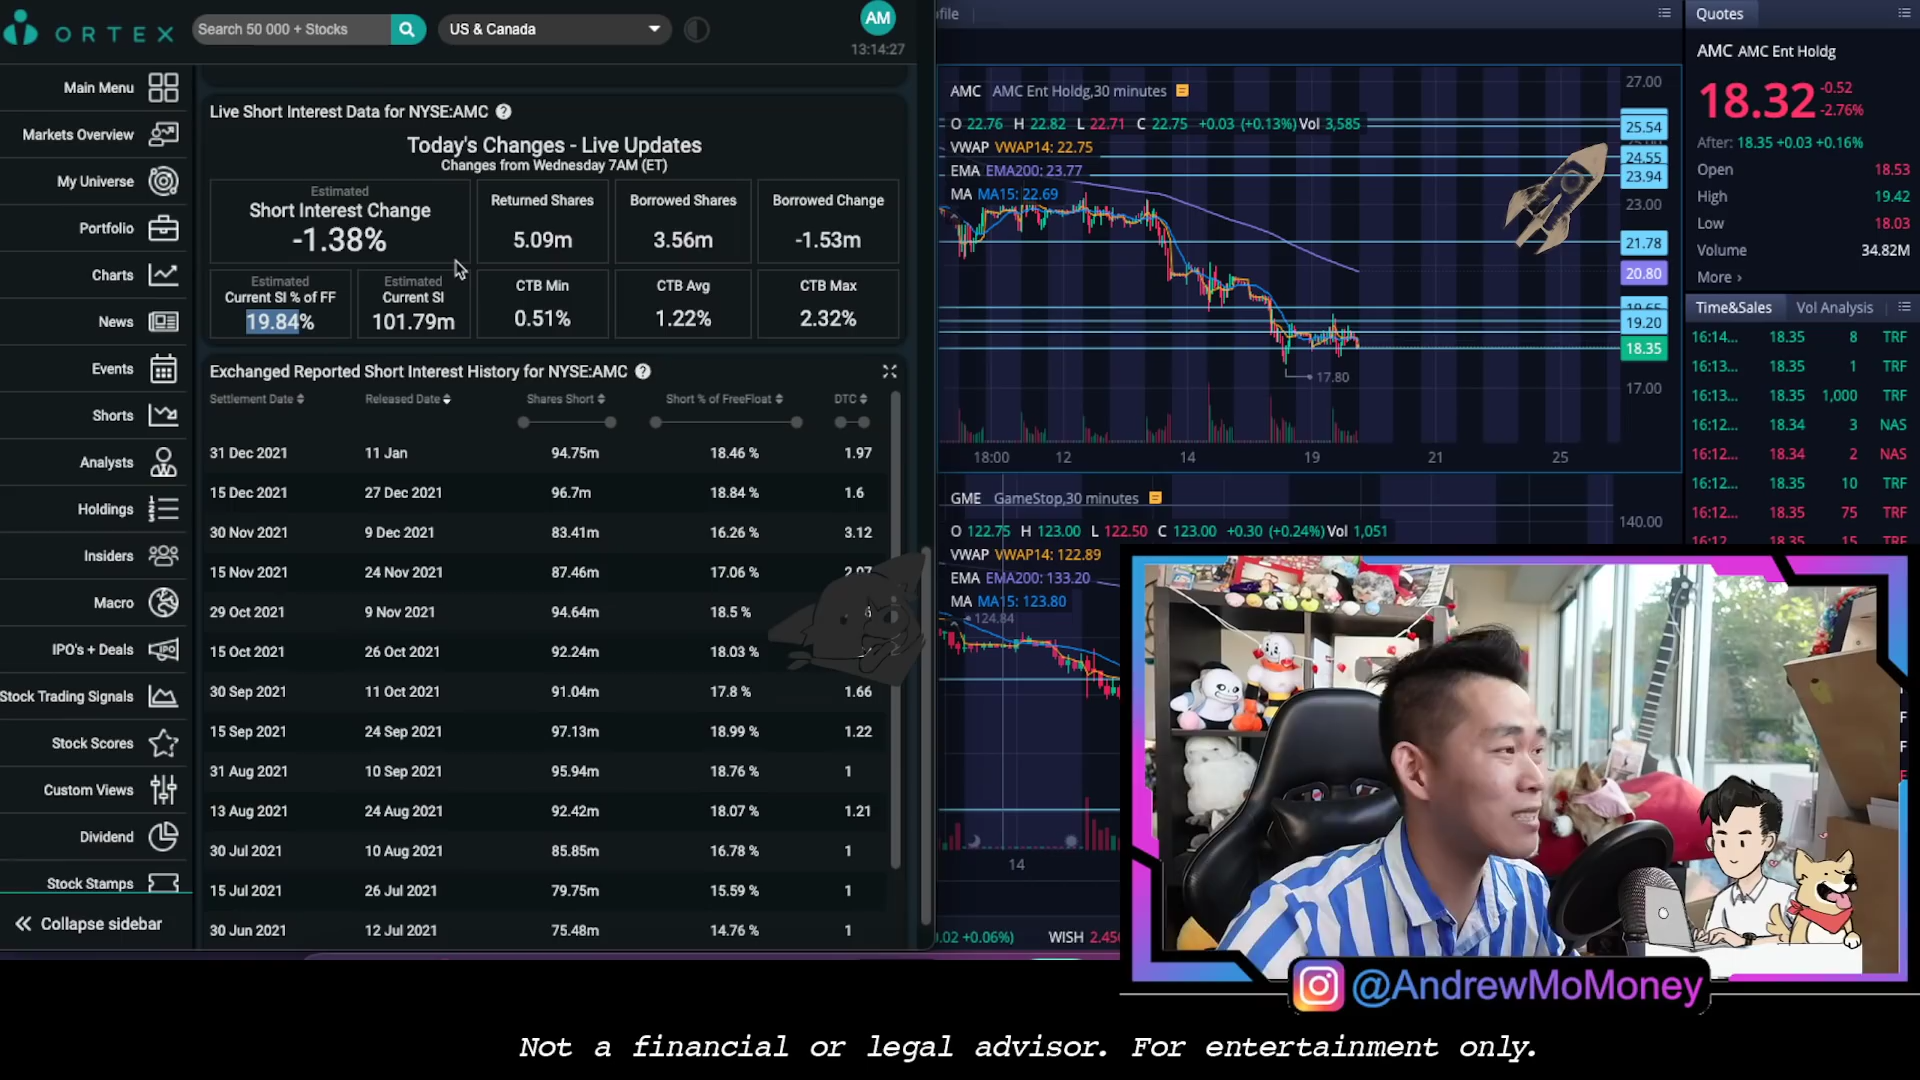 ORTEX
Search 50 000 + Stocks
US & Canada
AM
13:14:27
Main Menu
Markets Overview
My Universe
Portfolio
Charts
News
Events
Shorts
Analysts
Holdings
Insiders
Macro
IPO's + Deals
IPO
Stock Trading Signals
Stock Scores
Custom Views
Dividend
Stock Stamps
Collapse sidebar
Live Short Interest Data for NYSE:AMC
Today's Changes - Live Updates
Changes from Wednesday 7AM (ET)
Estimated
Short Interest Change
-1.38%
Returned Shares
5.09m
Borrowed Shares
3.56m
Borrowed Change
-1.53m
Estimated
Current SI % of FF
19.84%
Estimated
Current SI
101.79m
CTB Min
0.51%
CTB Avg
1.22%
CTB Max
2.32%
Exchanged Reported Short Interest History for NYSE:AMC
Settlement Date Released Date Shares Short Short % of FreeFloat DTC
31 Dec 2021 11 Jan 94.75m 18.46 % 1.97
15 Dec 2021 27 Dec 2021 96.7m 18.84 % 1.6
30 Nov 2021 9 Dec 2021 83.41m 16.26 % 3.12
15 Nov 2021 24 Nov 2021 87.46m 17.06 %
29 Oct 2021 9 Nov 2021 94.64m 18.5 %
15 Oct 2021 26 Oct 2021 92.24m 18.03 %
30 Sep 2021 11 Oct 2021 91.04m 17.8 % 1.66
15 Sep 2021 24 Sep 2021 97.13m 18.99 % 1.22
31 Aug 2021 10 Sep 2021 95.94m 18.76 % 1
13 Aug 2021 24 Aug 2021 92.42m 18.07 % 1.21
30 Jul 2021 10 Aug 2021 85.85m 16.78 % 1
15 Jul 2021 26 Jul 2021 79.75m 15.59 % 1
30 Jun 2021 12 Jul 2021 75.48m 14.76 % 1
AMC AMC Ent Holdg,30 minutes
O 22.76 H 22.82 L 22.71 C 22.75 +0.03 (+0.13%) Vol 3,585
VWAP VWAP14: 22.75
EMA EMA200: 23.77
MA MA15: 22.69
27.00
25.54
24.55
23.94
23.00
21.78
20.80
19.20
18.35
17.00
17.80
18:00 12 14 19 21 25
GME GameStop,30 minutes
O 122.75 H 123.00 L 122.50 C 123.00 +0.30 (+0.24%) Vol 1,051
VWAP VWAP14: 122.89
EMA EMA200: 133.20
MA MA15: 123.80
124.84
140.00
14
0.02 +0.06%) WISH
Quotes
AMC AMC Ent Holdg
18.32
-0.52
-2.76%
After: 18.35 +0.03 +0.16%
Open 18.53
High 19.42
Low 18.03
Volume 34.82M
More ›
Time&Sales Vol Analysis
16:14... 18.35 8 TRF
16:13... 18.35 1 TRF
16:13... 18.35 1,000 TRF
16:12... 18.34 3 NAS
16:12... 18.34 2 NAS
16:12... 18.35 10 TRF
16:12... 18.35 75 TRF
16:12... 18.35 15 TRF
@AndrewMoMoney
Not a financial or legal advisor. For entertainment only.